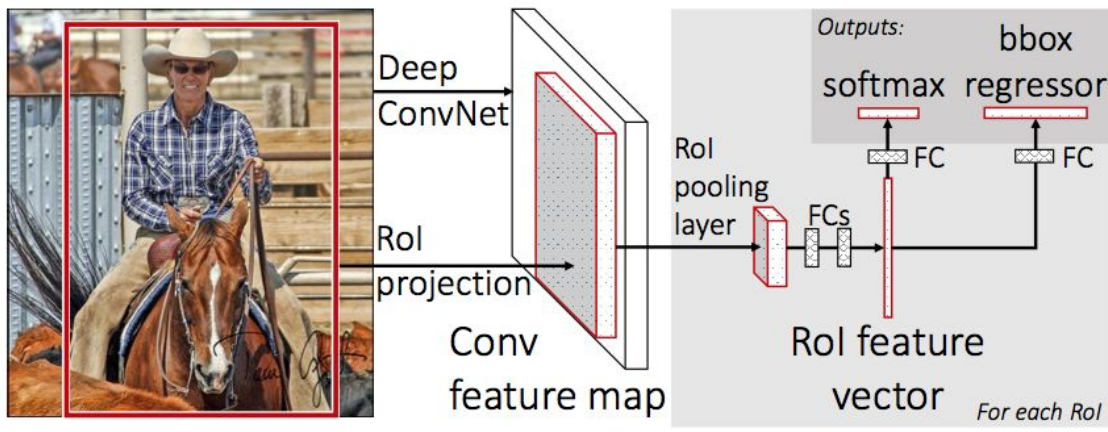 Deep
ConvNet
RoI
projection
Conv
feature map
RoI
pooling
layer
FCs
RoI feature
vector
For each RoI
Outputs:
softmax
bbox
regressor
FC
FC